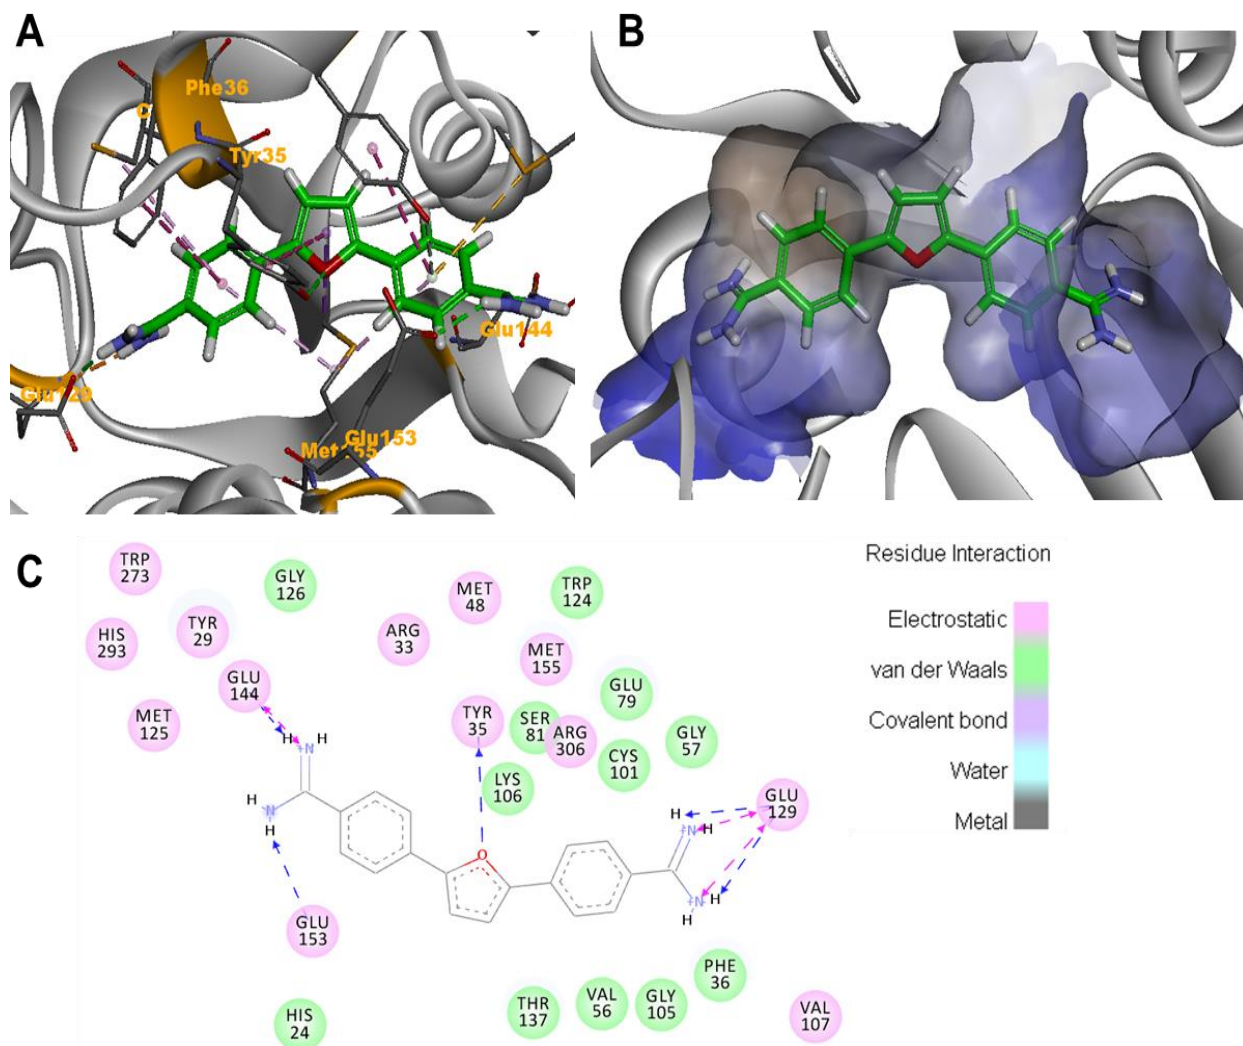 A
B
Phe36
C
Tyr35
Glu144
Glu129
Glu153
Met155
C
Residue Interaction
Electrostatic
van der Waals
Covalent bond
Water
Metal
TRP
273
GLY
126
MET
48
TRP
124
HIS
293
TYR
29
ARG
33
MET
155
GLU
144
GLU
79
MET
125
TYR
35
SER
81
ARG
306
GLY
57
CYS
101
LYS
106
GLU
129
H
H
+N
H
N+
H
O
H
H
+N
+N
H
H
GLU
153
PHE
36
HIS
24
THR
137
VAL
56
GLY
105
VAL
107